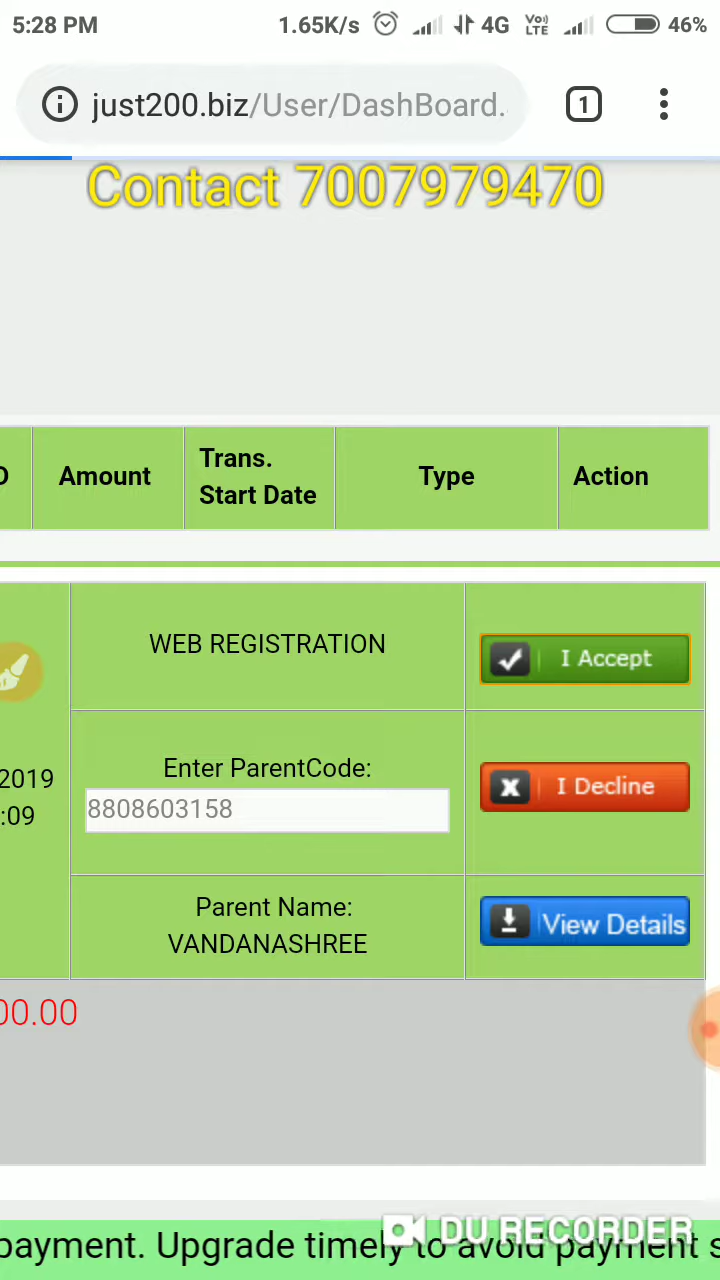 5:28 PM 1.65K/s 4G Vo) LTE 46%
just200.biz/User/DashBoard.
1
Contact 7007979470
Amount
Trans.
Start Date
Type
Action
WEB REGISTRATION
I Accept
2019
:09
Enter ParentCode:
8808603158
I Decline
Parent Name:
VANDANASHREE
View Details
00.00
payment. Upgrade timely to avoid payment s
DU RECORDER